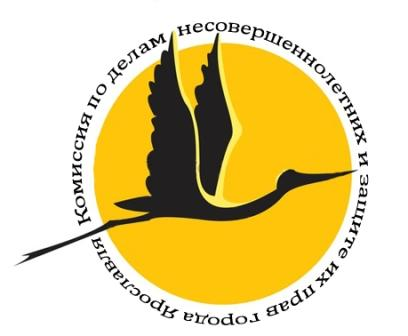 Комиссия по делам несовершеннолетних и защите их прав города Ярославля